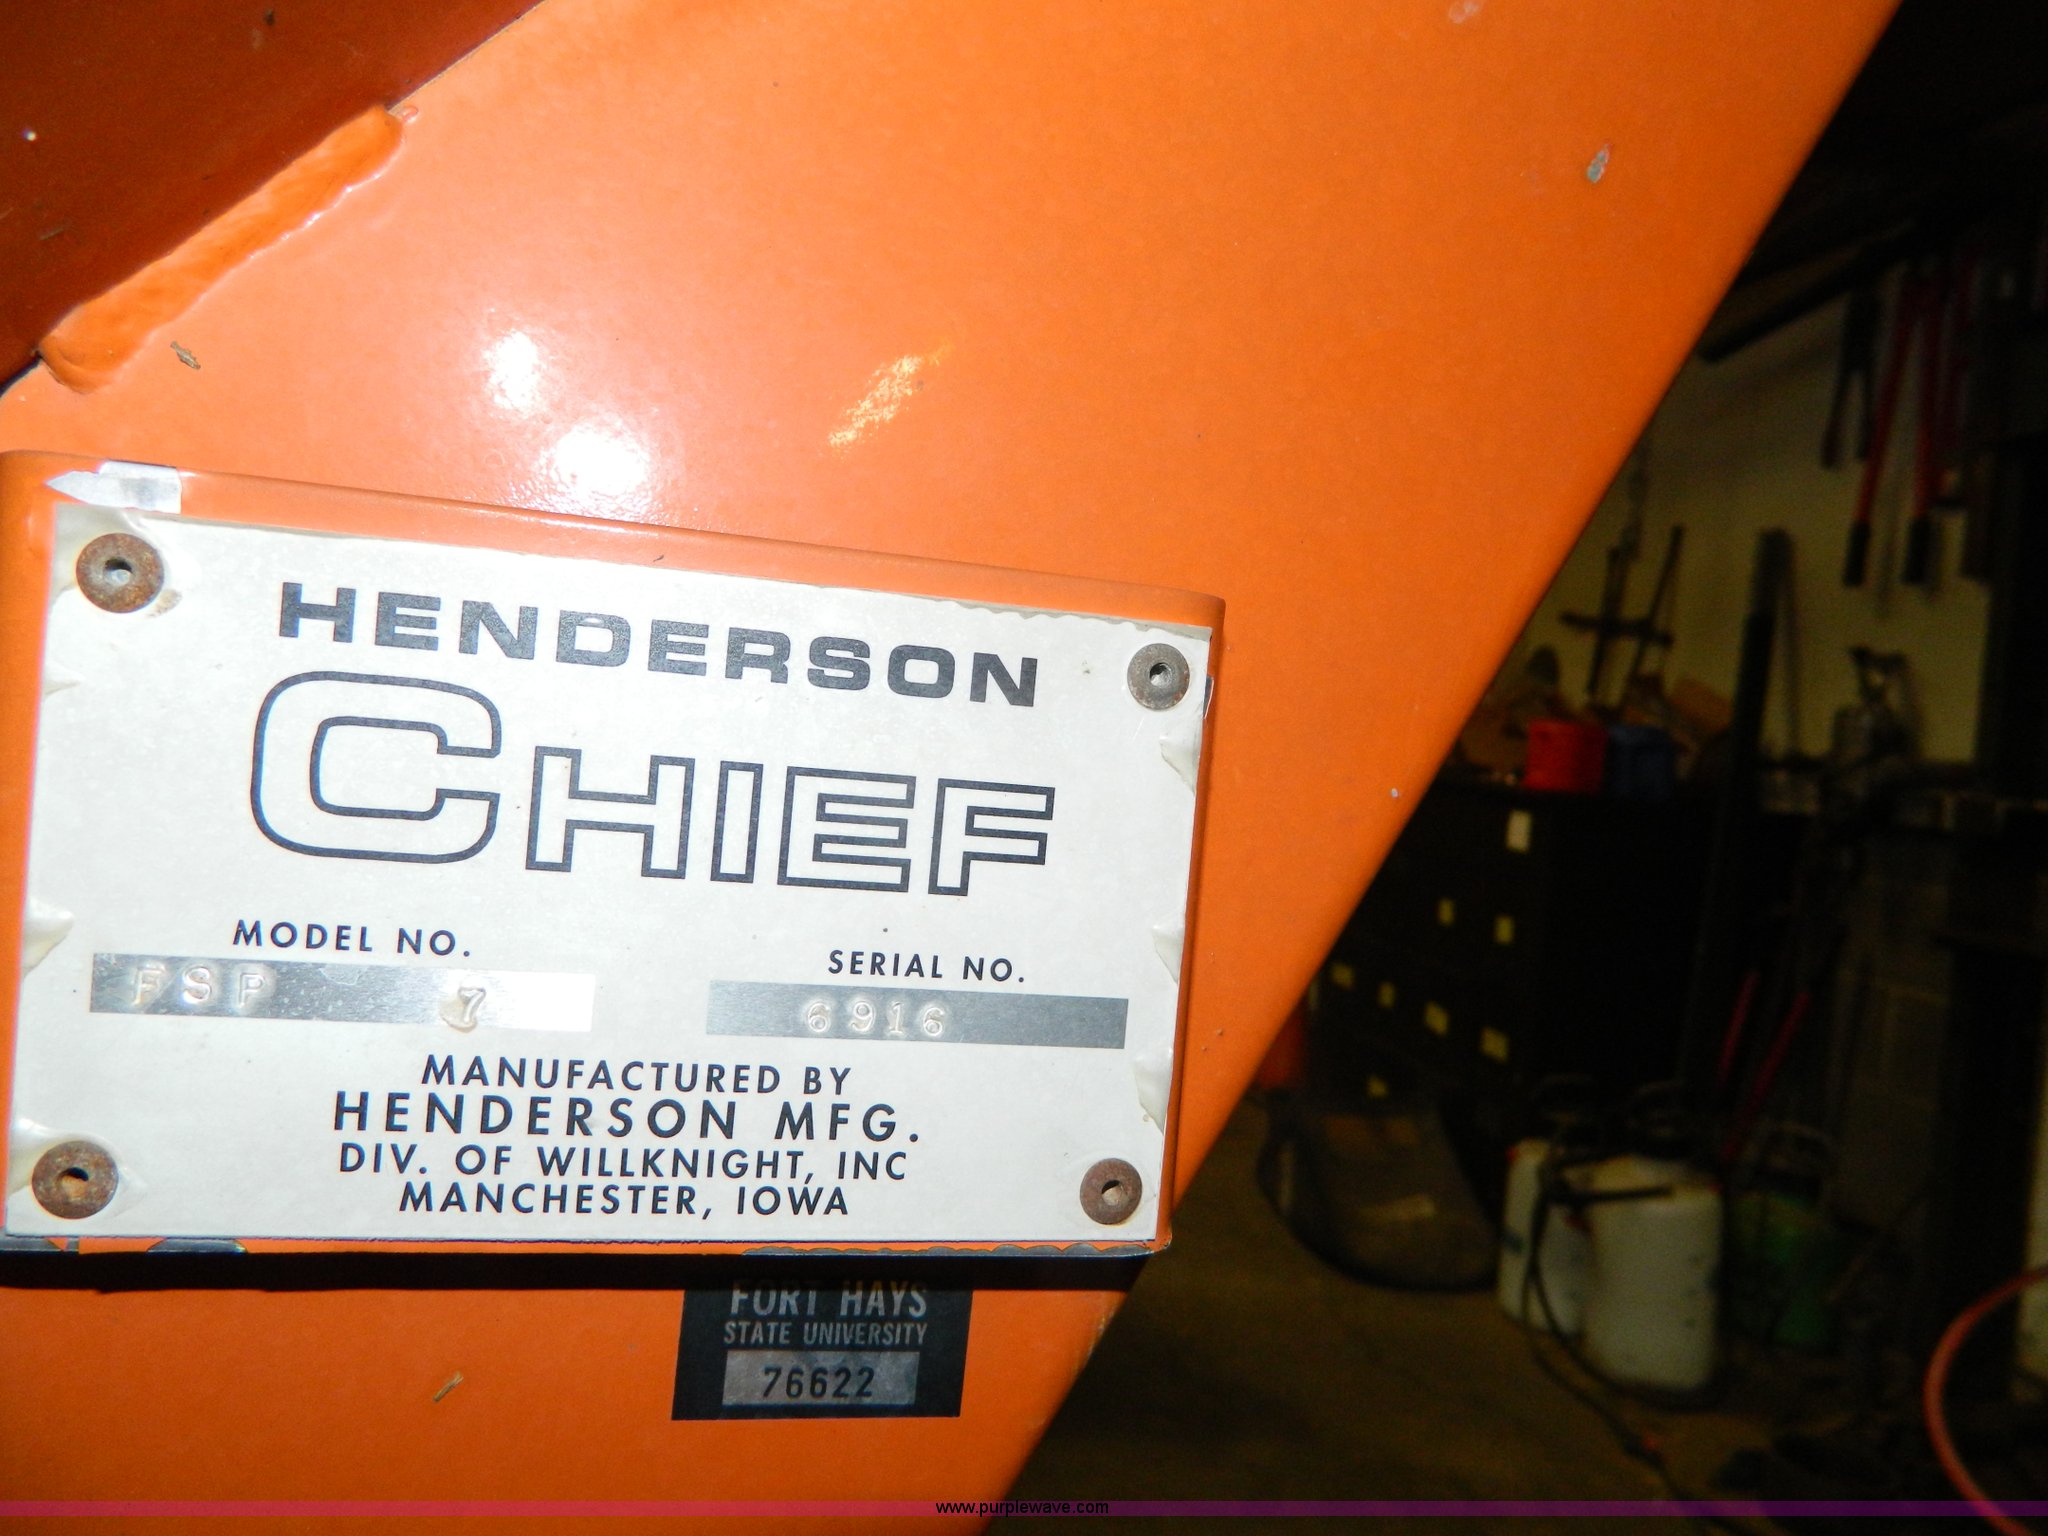 HENDERSON
CHIEF
MODEL NO.
SERIAL NO.
FSP 7
6916
MANUFACTURED BY
HENDERSON MFG.
DIV. OF WILLKNIGHT, INC
MANCHESTER, IOWA
FORT HAYS
STATE UNIVERSITY
76622
www.purplewave.com